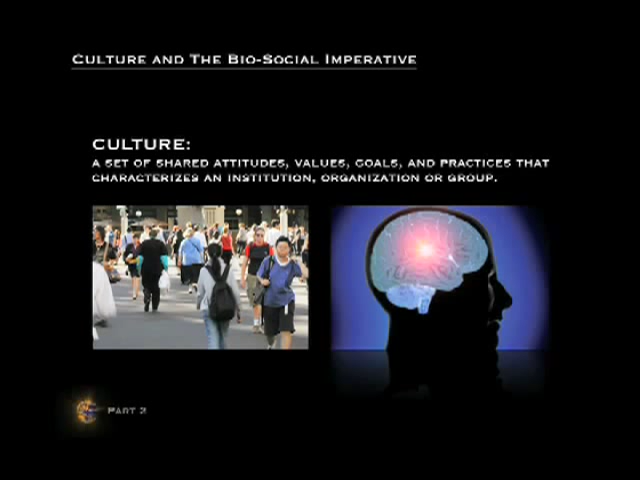 Culture and The Bio-Social Imperative
CULTURE:
A SET OF SHARED ATTITUDES, VALUES, GOALS, AND PRACTICES THAT
CHARACTERIZES AN INSTITUTION, ORGANIZATION OR GROUP.
PART 2